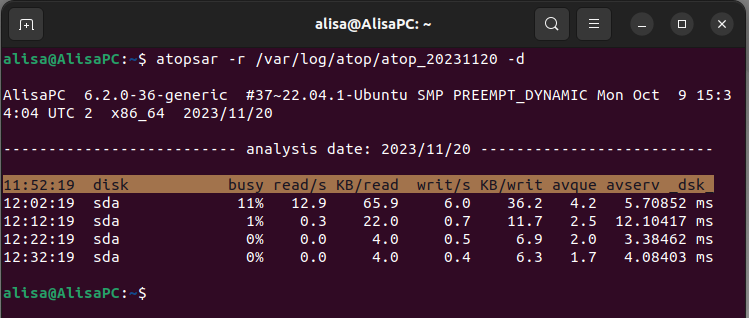 alisa@AlisaPC: ~
alisa@AlisaPC:~$ atopsar -r /var/log/atop/atop_20231120 -d
AlisaPC  6.2.0-36-generic  #37~22.04.1-Ubuntu SMP PREEMPT_DYNAMIC Mon Oct  9 15:3
4:04 UTC 2  x86_64  2023/11/20
-------------------------- analysis date: 2023/11/20 --------------------------
11:52:19  disk           busy read/s KB/read  writ/s KB/writ avque avserv _dsk_
12:02:19  sda             11%   12.9    65.9     6.0    36.2   4.2   5.70852 ms
12:12:19  sda              1%    0.3    22.0     0.7    11.7   2.5  12.10417 ms
12:22:19  sda              0%    0.0     4.0     0.5     6.9   2.0   3.38462 ms
12:32:19  sda              0%    0.0     4.0     0.4     6.3   1.7   4.08403 ms
alisa@AlisaPC:~$